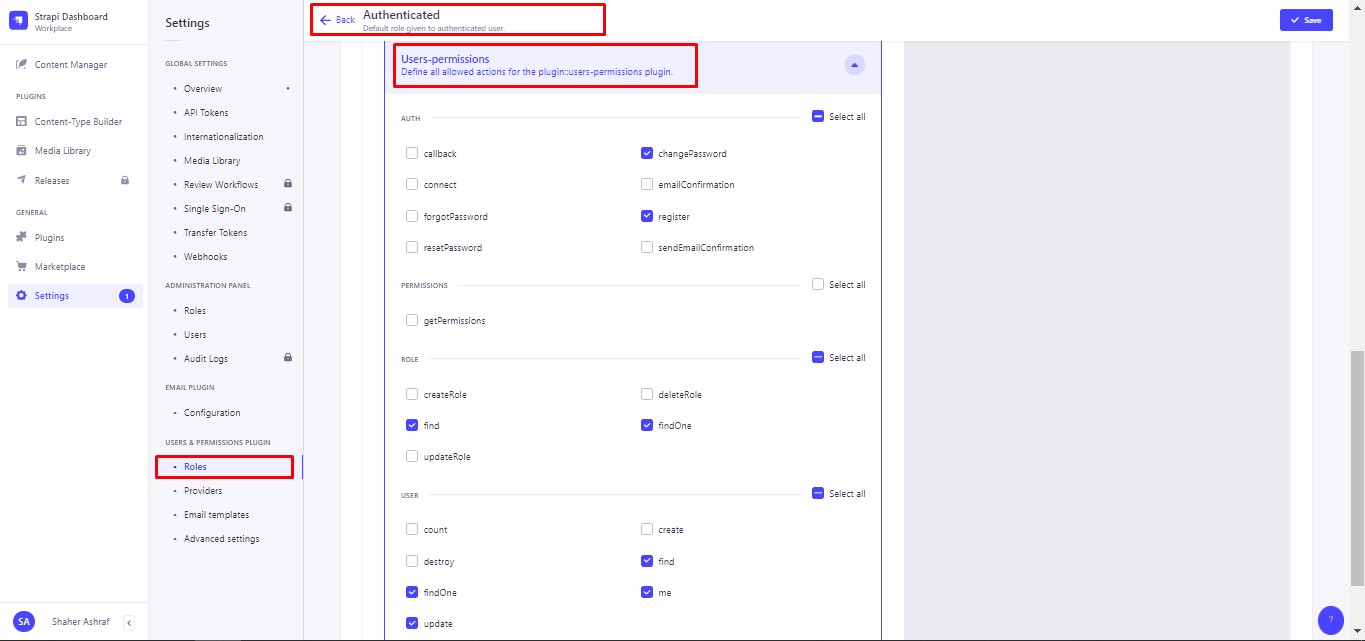 Strapi Dashboard
Workplace
Content Manager
PLUGINS
Content-Type Builder
Media Library
Releases
GENERAL
Plugins
Marketplace
Settings
1
SA
Shaher Ashraf
Settings
GLOBAL SETTINGS
Overview
API Tokens
Internationalization
Media Library
Review Workflows
Single Sign-On
Transfer Tokens
Webhooks
ADMINISTRATION PANEL
Roles
Users
Audit Logs
EMAIL PLUGIN
Configuration
USERS & PERMISSIONS PLUGIN
Roles
Providers
Email templates
Advanced settings
Back
Authenticated
Default role given to authenticated user.
Save
Users-permissions
Define all allowed actions for the plugin::users-permissions plugin.
AUTH
Select all
callback
changePassword
connect
emailConfirmation
forgotPassword
register
resetPassword
sendEmailConfirmation
PERMISSIONS
Select all
getPermissions
ROLE
Select all
createRole
deleteRole
find
findOne
updateRole
USER
Select all
count
create
destroy
find
findOne
me
update
?